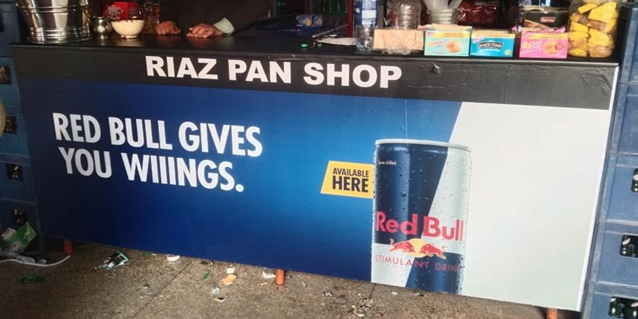 RIAZ PAN SHOP
RED BULL GIVES
YOU WIIINGS.
AVAILABLE
HERE
Red Bull
STIMULANT DRINK